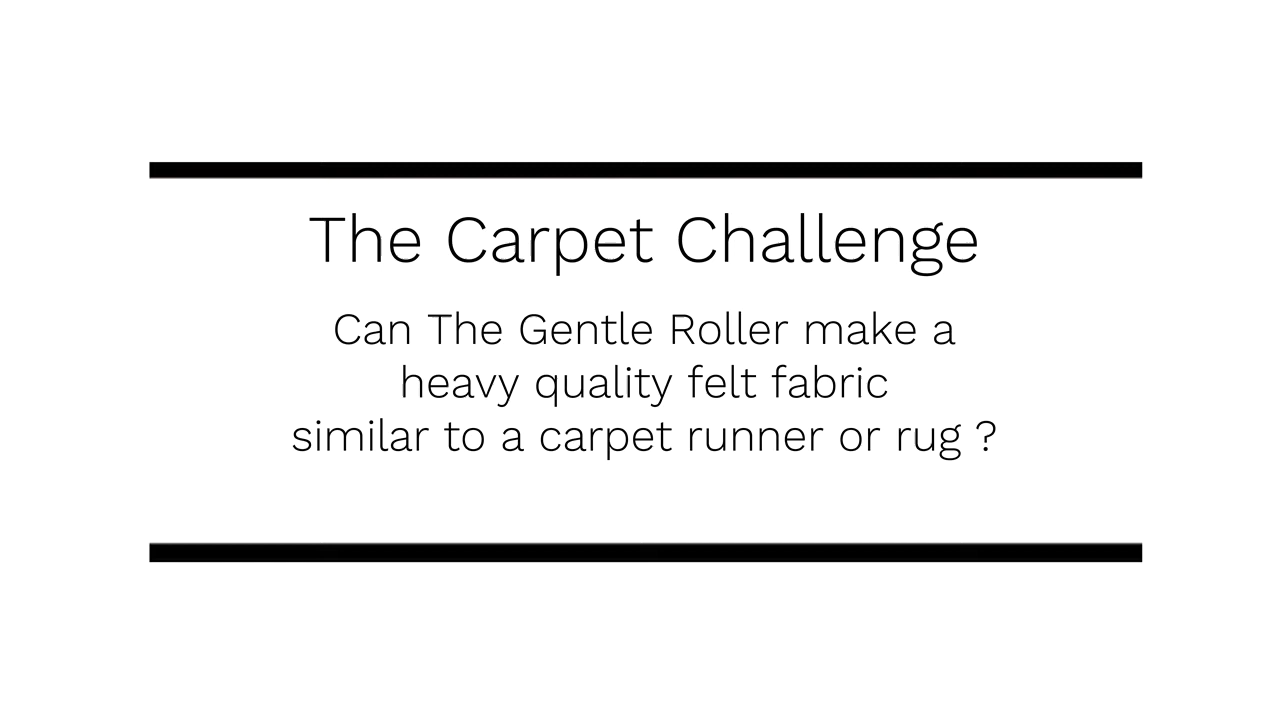 The Carpet Challenge
Can The Gentle Roller make a
heavy quality felt fabric
similar to a carpet runner or rug ?